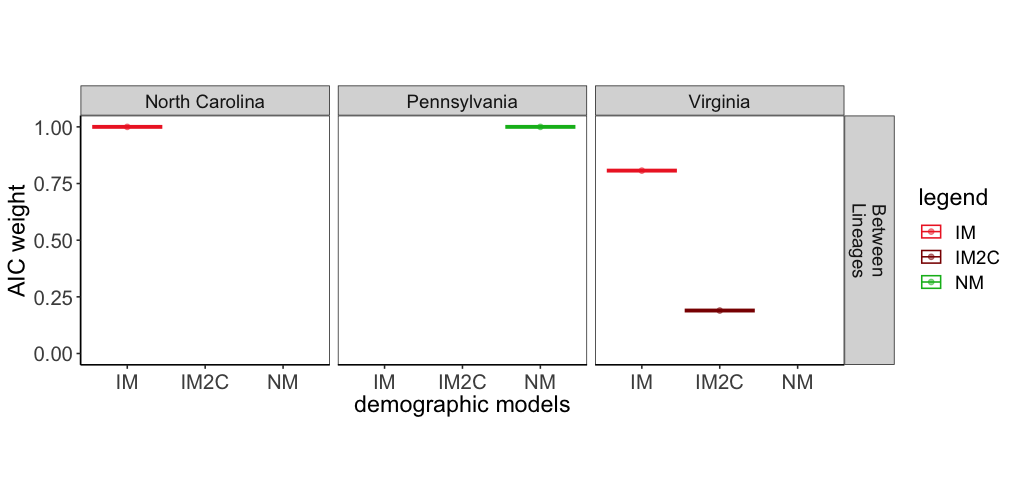 North Carolina
Pennsylvania
Virginia
AIC weight
1.00
0.75
0.50
0.25
0.00
IM IM2C NM
IM IM2C NM
IM IM2C NM
demographic models
Between
Lineages
legend
IM
IM2C
NM